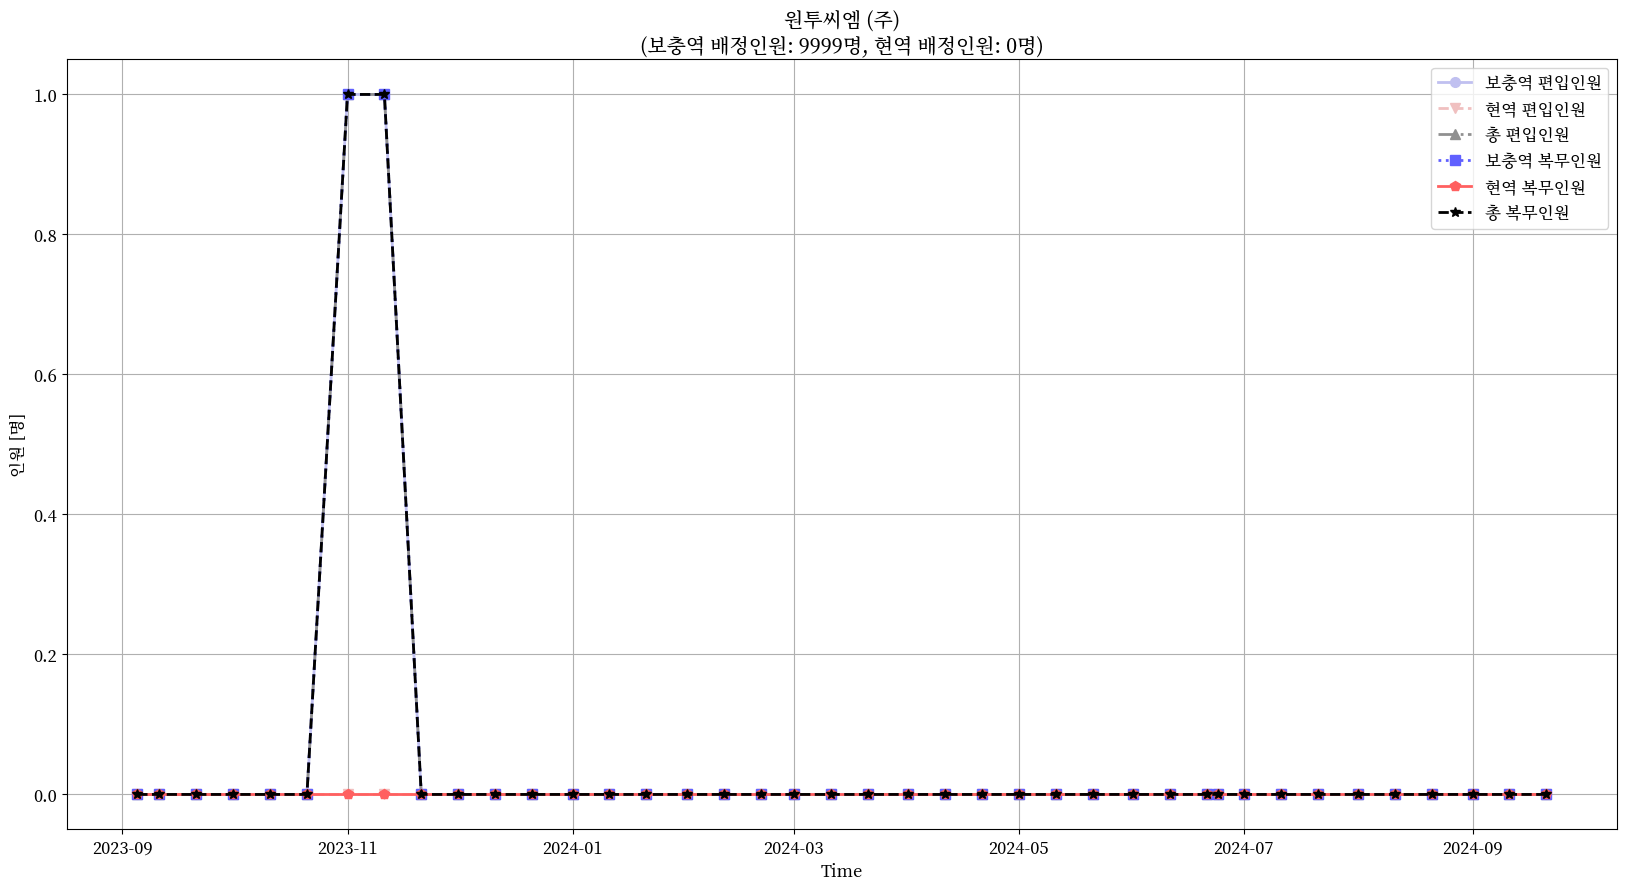 원투씨엠 (주)
(보충역 배정인원: 9999명, 현역 배정인원: 0명)
보충역 편입인원
현역 편입인원
총 편입인원
보충역 복무인원
현역 복무인원
총 복무인원
인원 [명]
1.0
0.8
0.6
0.4
0.2
0.0
2023-09
2023-11
2024-01
2024-03
2024-05
2024-07
2024-09
Time